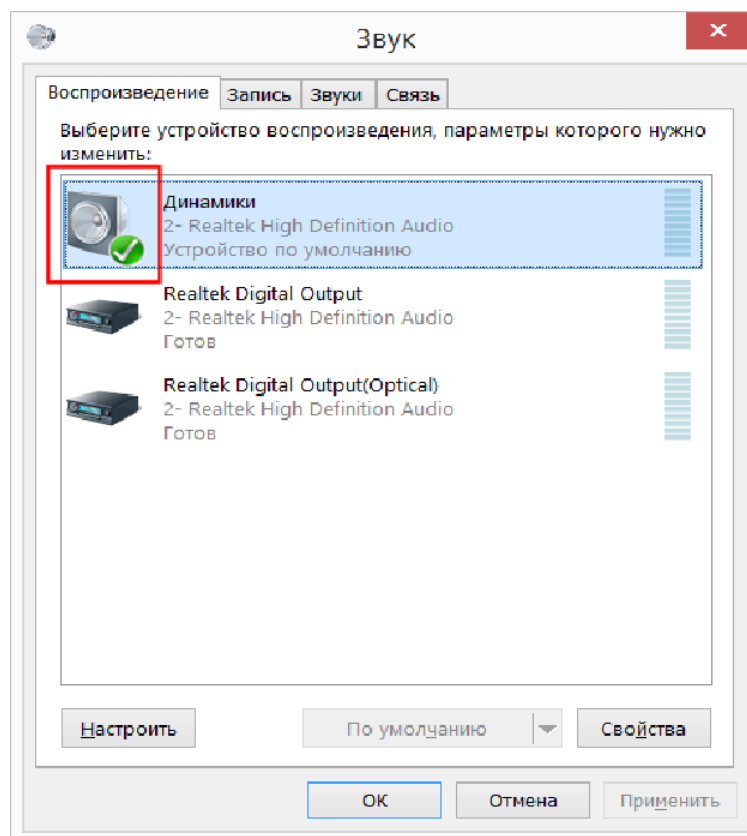 Звук
Воспроизведение Запись Звуки Связь
Выберите устройство воспроизведения, параметры которого нужно
изменить:
Динамики
2- Realtek High Definition Audio
Устройство по умолчанию
Realtek Digital Output
2- Realtek High Definition Audio
Готов
Realtek Digital Output(Optical)
2- Realtek High Definition Audio
Готов
Настроить По умолчанию Свойства
ОК Отмена Применить